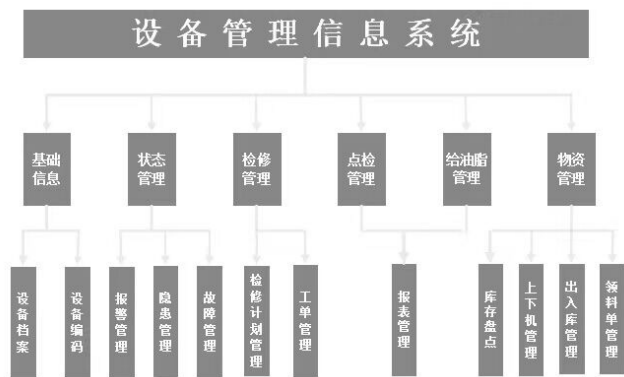 设备管理信息系统
基础
信息
状态
管理
检修
管理
点检
管理
给油脂
管理
物资
管理
设备档案
设备编码
报警管理
隐患管理
故障管理
检修计划管理
工单管理
报表管理
库存盘点
上下机管理
出入库管理
领料单管理